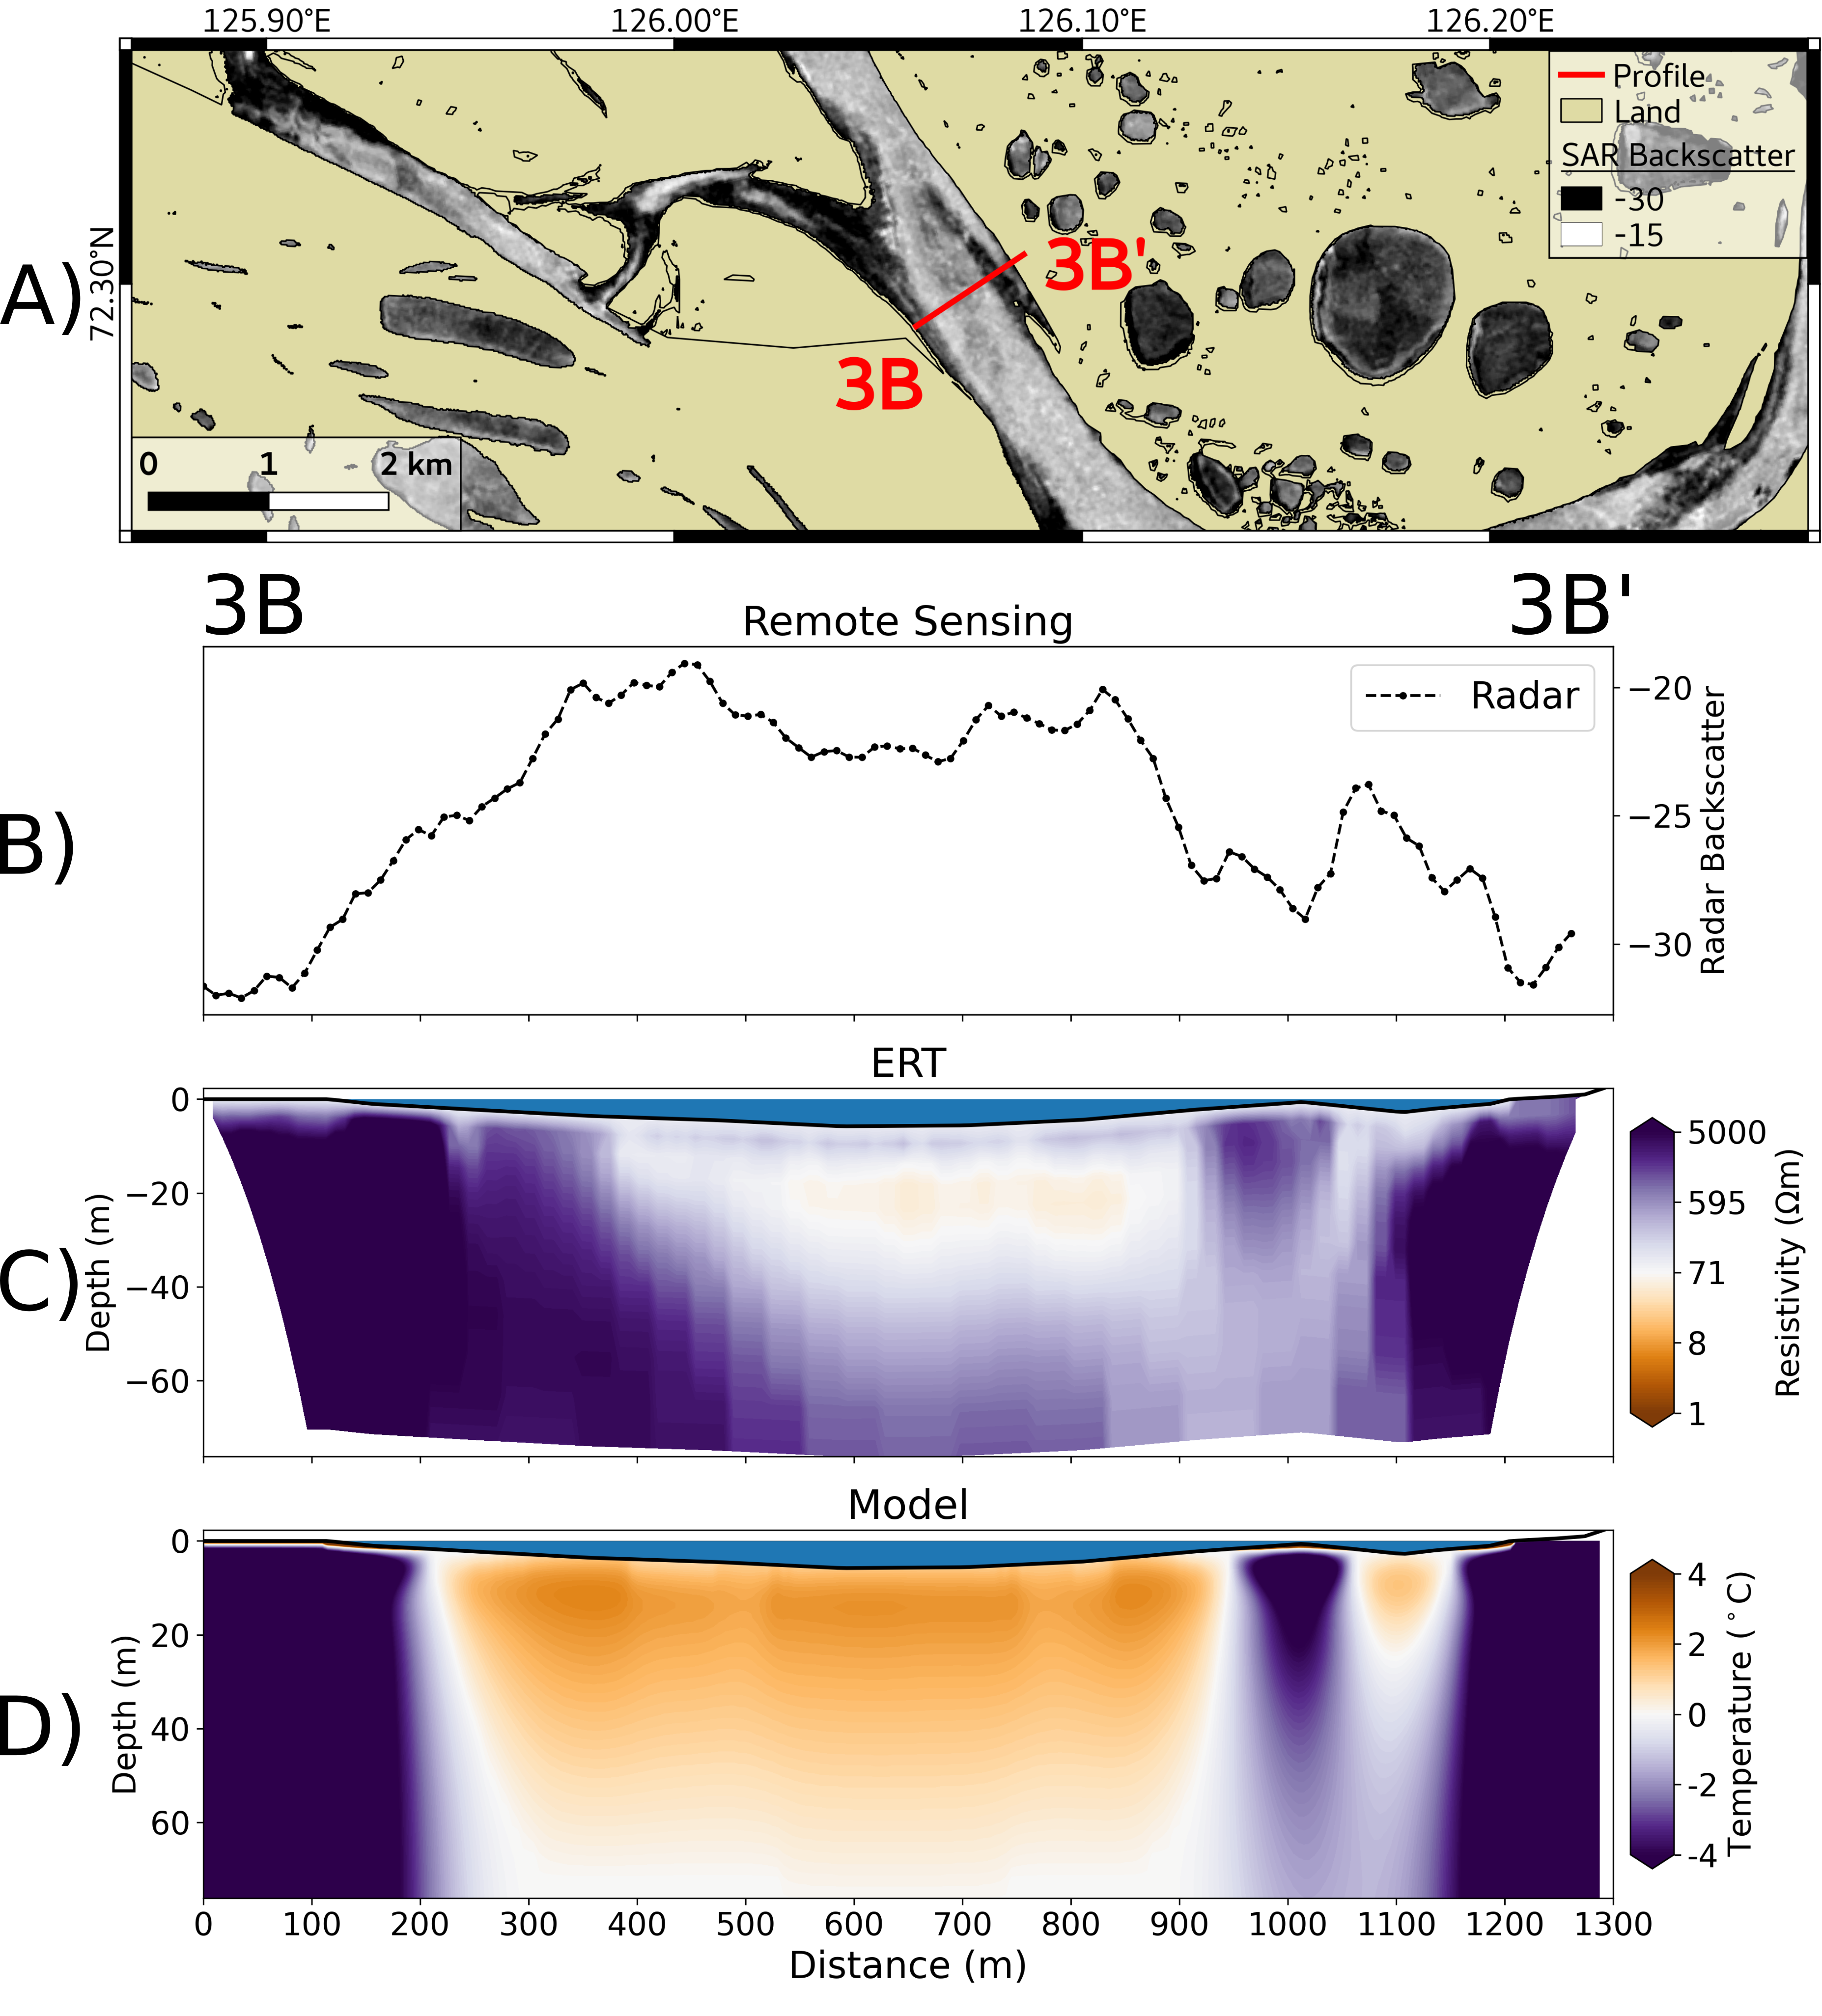 125.90°E 126.00°E 126.10°E 126.20°E
A)
72.30°N
Profile
Land
SAR Backscatter
-30
-15
3B'
3B
0 1 2 km
3B 3B'
Remote Sensing
B)
Radar
−20
−25
−30
Radar Backscatter
ERT
C)
Depth (m)
0
−20
−40
−60
5000
595
71
8
1
Resistivity (Ωm)
Model
D)
Depth (m)
0
20
40
60
4
2
0
-2
-4
Temperature (°C)
0 100 200 300 400 500 600 700 800 900 1000 1100 1200 1300
Distance (m)